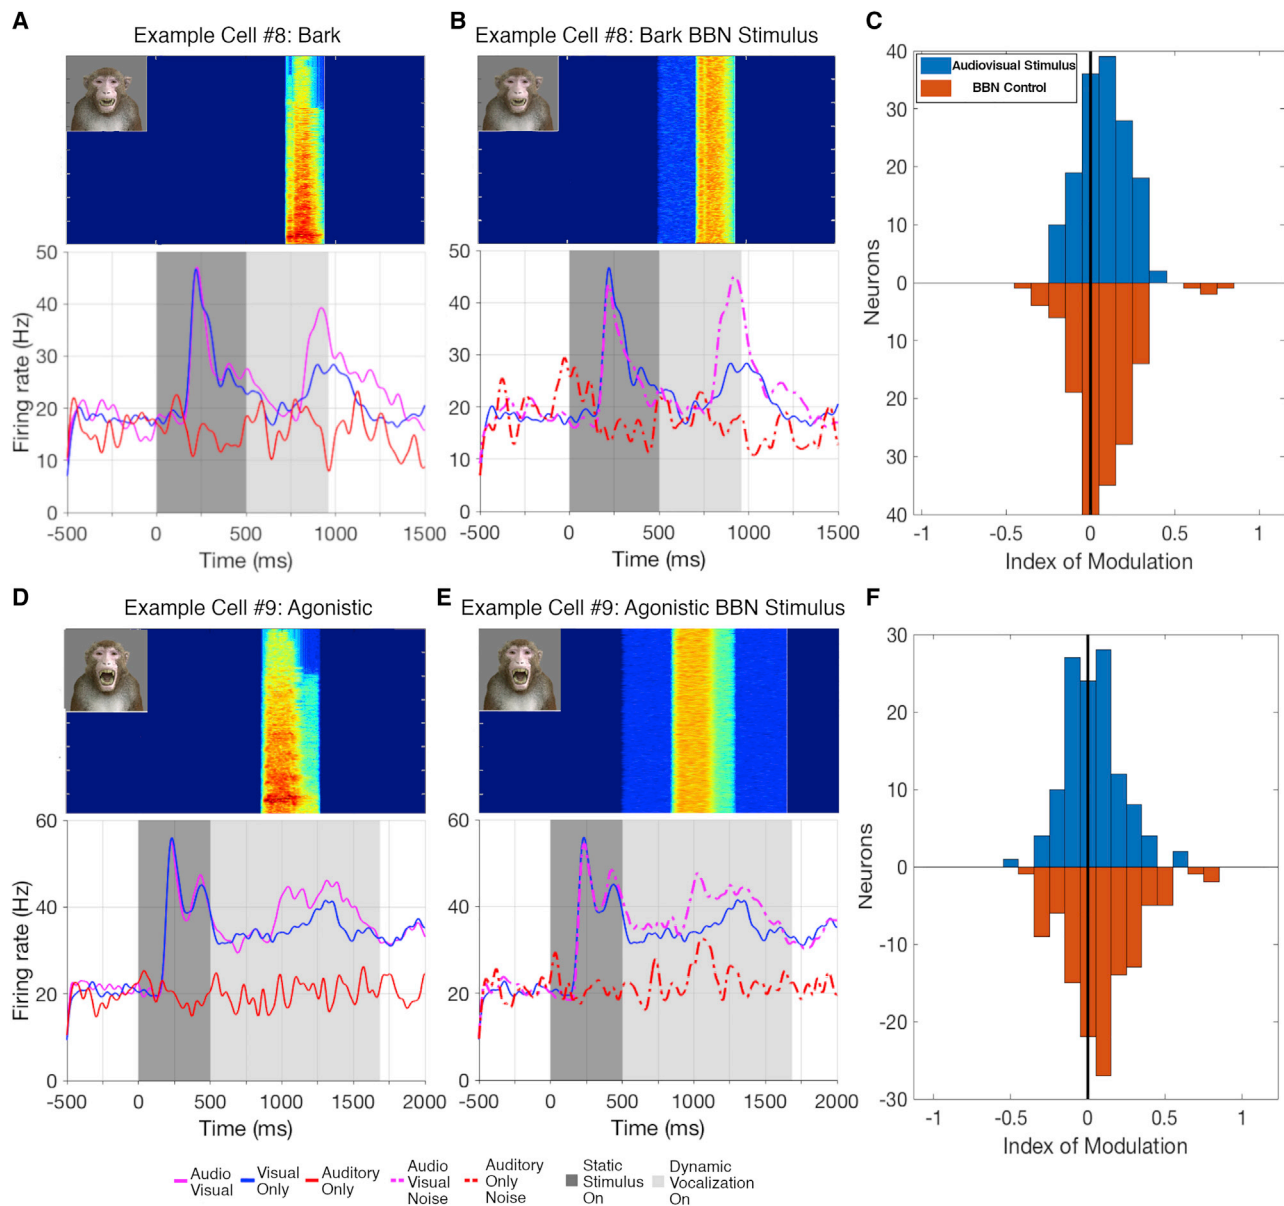 A
Example Cell #8: Bark
50
40
30
20
10
0
Firing rate (Hz)
-500
0
500
1000
1500
Time (ms)
B
Example Cell #8: Bark BBN Stimulus
50
40
30
20
10
0
-500
0
500
1000
1500
Time (ms)
C
Audiovisual Stimulus
BBN Control
40
30
20
10
0
10
20
30
40
Neurons
-1
-0.5
0
0.5
1
Index of Modulation
D
Example Cell #9: Agonistic
60
40
20
0
Firing rate (Hz)
-500
0
500
1000
1500
2000
Time (ms)
E
Example Cell #9: Agonistic BBN Stimulus
60
40
20
0
-500
0
500
1000
1500
2000
Time (ms)
F
30
20
10
0
-10
-20
-30
Neurons
-1
-0.5
0
0.5
1
Index of Modulation
Audio
Visual
Visual
Only
Auditory
Only
Audio
Visual
Noise
Auditory
Only
Noise
Static
Stimulus
On
Dynamic
Vocalization
On